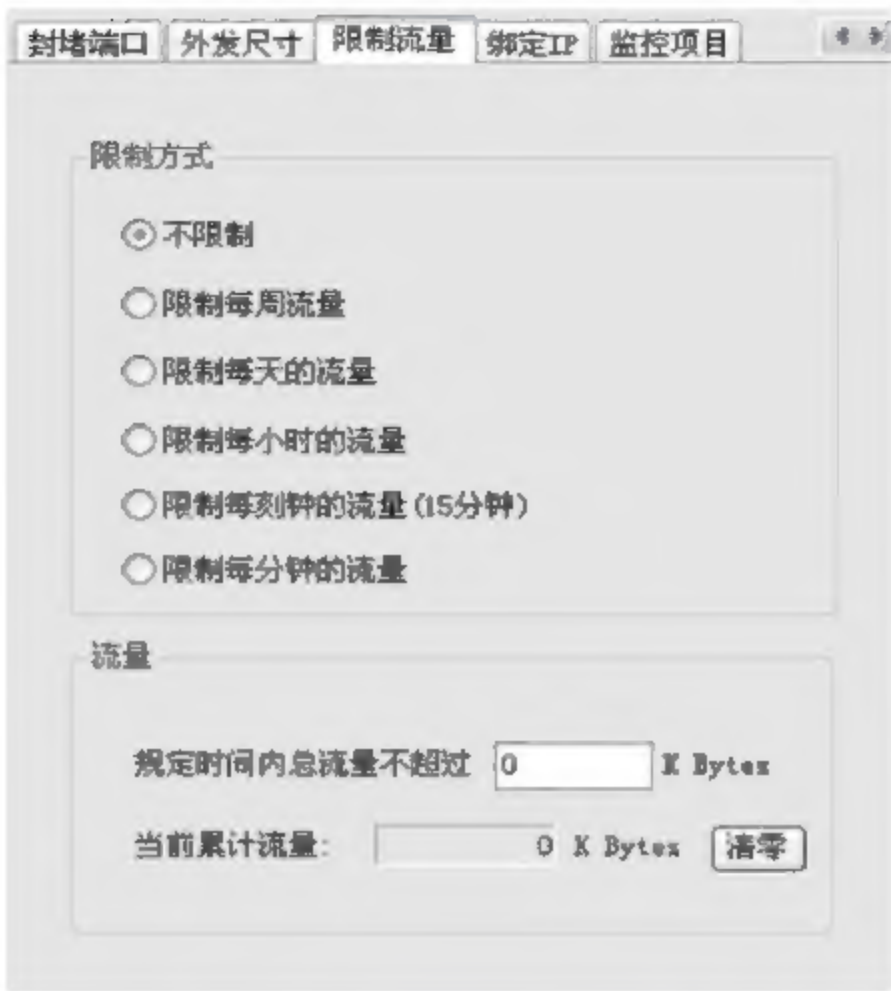 封堵端口 外发尺寸 限制流量 绑定IP 监控项目
限制方式
不限制
限制每周流量
限制每天的流量
限制每小时的流量
限制每刻钟的流量(15分钟)
限制每分钟的流量
流量
规定时间内总流量不超过 0 K Bytes
当前累计流量: 0 K Bytes 清零